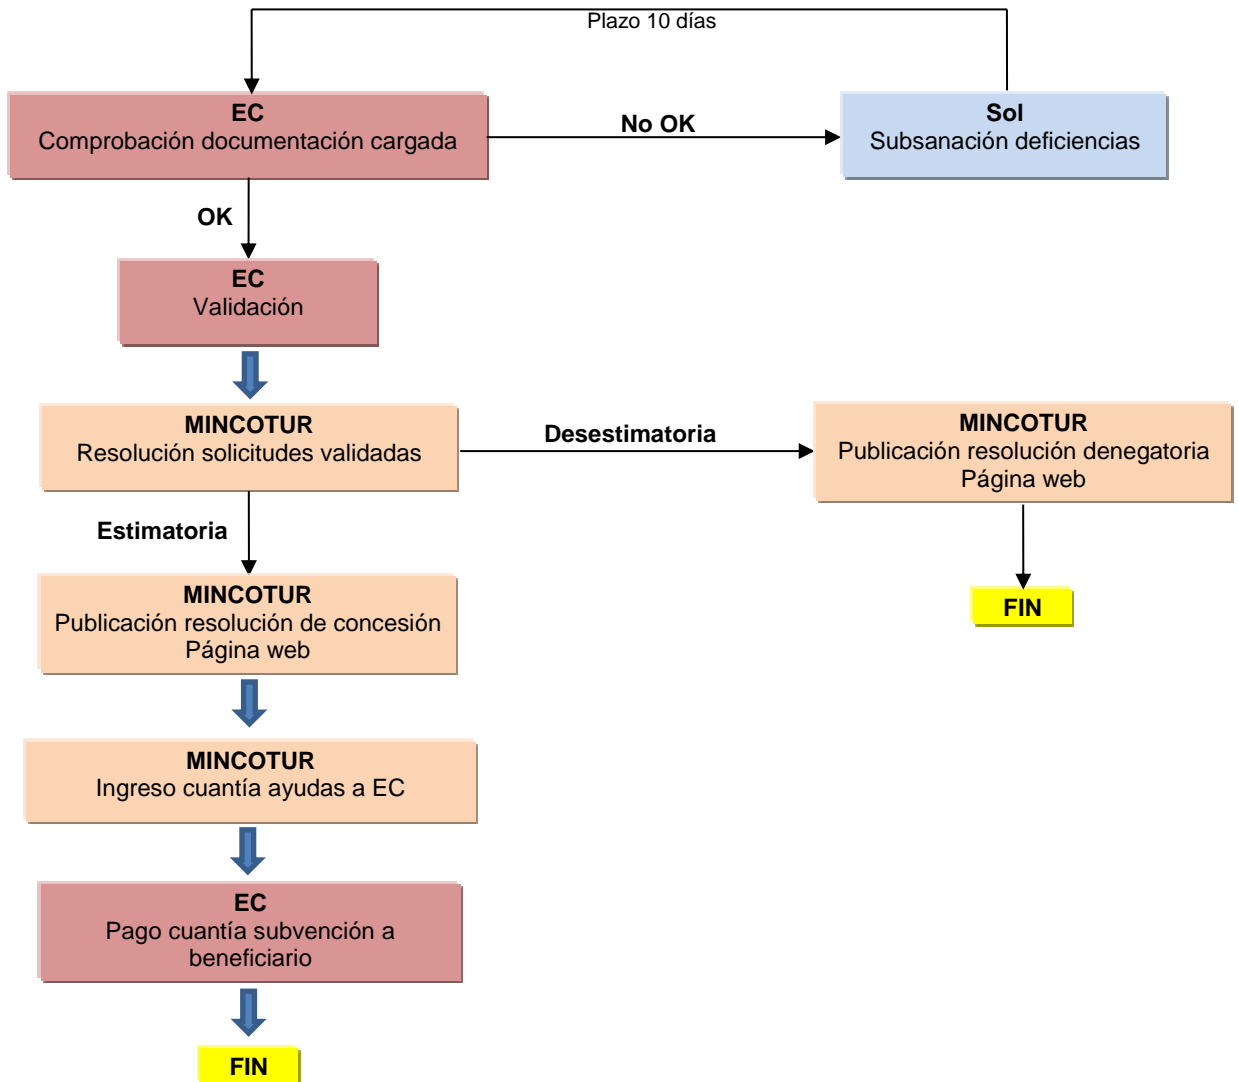 Plazo 10 días
EC
Comprobación documentación cargada
No OK
Sol
Subsanación deficiencias
OK
EC
Validación
MINCOTUR
Resolución solicitudes validadas
Desestimatoria
MINCOTUR
Publicación resolución denegatoria
Página web
Estimatoria
FIN
MINCOTUR
Publicación resolución de concesión
Página web
MINCOTUR
Ingreso cuantía ayudas a EC
EC
Pago cuantía subvención a
beneficiario
FIN